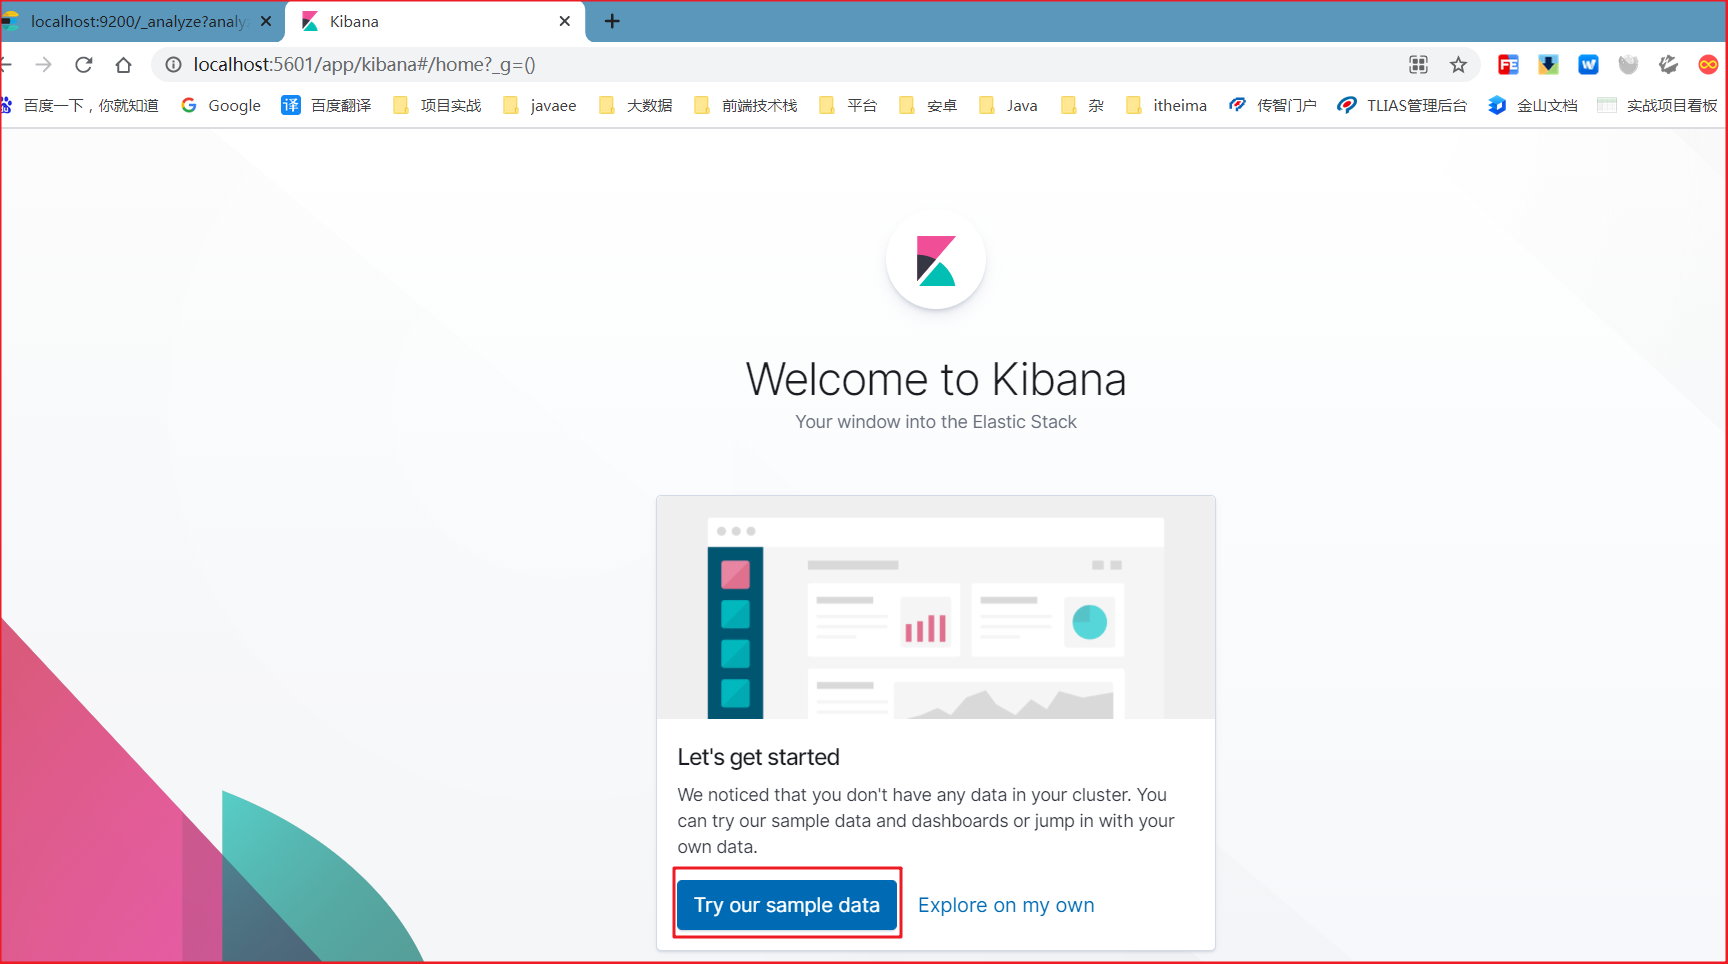 localhost:9200/_analyze?analy
Kibana
localhost:5601/app/kibana#/home?_g=()
百度一下，你就知道 Google 译 百度翻译 项目实战 javaee 大数据 前端技术栈 平台 安卓 Java 杂 itheima 传智门户 TLIAS管理后台 金山文档 实战项目看板
Welcome to Kibana
Your window into the Elastic Stack
Let's get started
We noticed that you don't have any data in your cluster. You
can try our sample data and dashboards or jump in with your
own data.
Try our sample data
Explore on my own